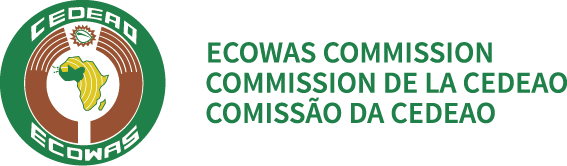 CEDEAO
ECOWAS
ECOWAS COMMISSION
COMMISSION DE LA CEDEAO
COMISSÃO DA CEDEAO